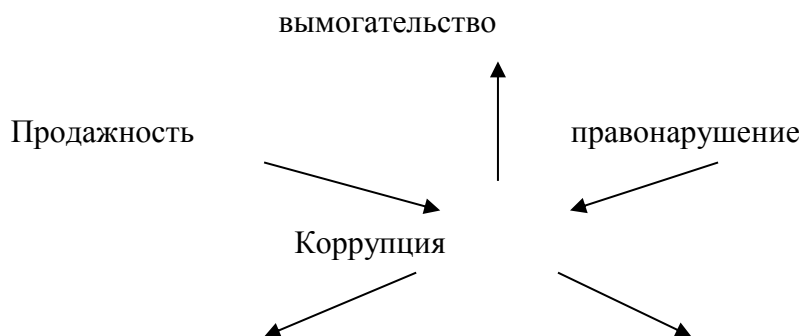 вымогательство
Продажность правонарушение
Коррупция